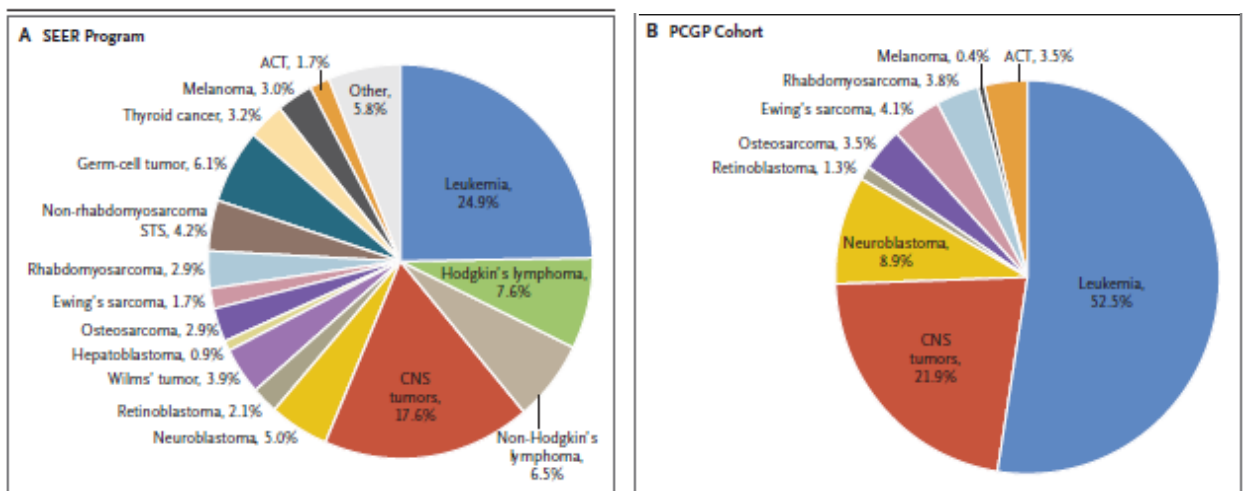 A SEER Program
ACT, 1.7%
Melanoma, 3.0%
Thyroid cancer, 3.2%
Germ-cell tumor, 6.1%
Non-rhabdomyosarcoma
STS, 4.2%
Rhabdomyosarcoma, 2.9%
Ewing's sarcoma, 1.7%
Osteosarcoma, 2.9%
Hepatoblastoma, 0.9%
Wilms' tumor, 3.9%
Retinoblastoma, 2.1%
Neuroblastoma, 5.0%
Other,
5.8%
Leukemia,
24.9%
Hodgkin's lymphoma,
7.6%
CNS
tumors,
17.6%
Non-Hodgkin's
lymphoma,
6.5%
B PCGP Cohort
Melanoma, 0.4%
ACT, 3.5%
Rhabdomyosarcoma, 3.8%
Ewing's sarcoma, 4.1%
Osteosarcoma, 3.5%
Retinoblastoma, 1.3%
Neuroblastoma,
8.9%
Leukemia,
52.5%
CNS
tumors,
21.9%